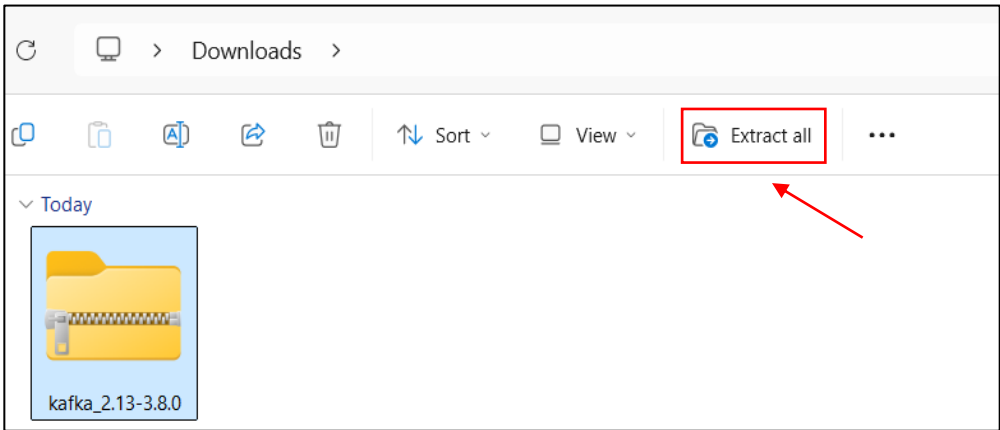 Downloads
Sort
View
Extract all
Today
kafka_2.13-3.8.0